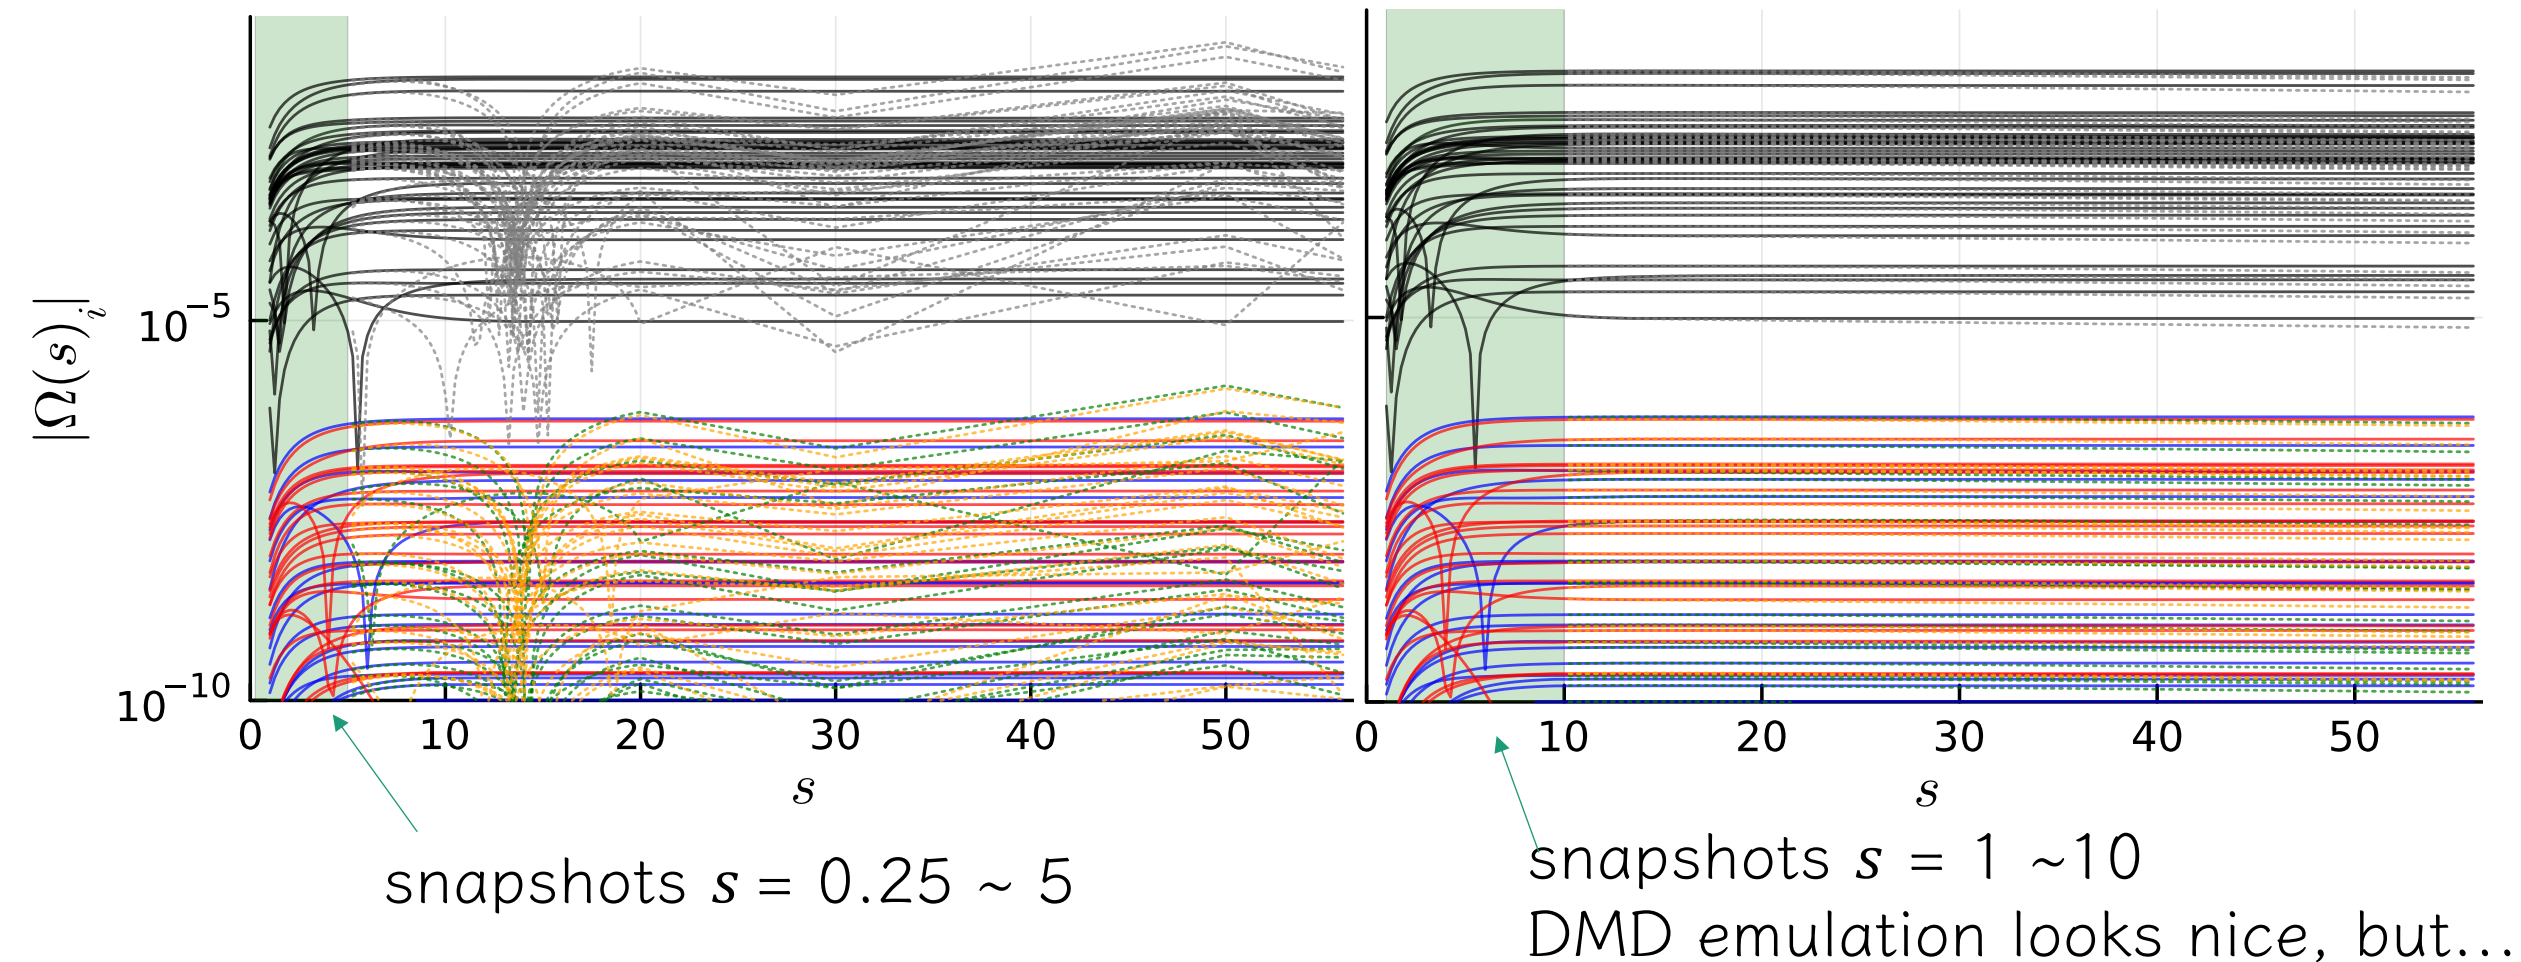 |Ω(s)ᵢ|
10⁻⁵
10⁻¹⁰
0 10 20 30 40 50
0 10 20 30 40 50
s
s
snapshots s = 0.25 ~ 5
snapshots s = 1 ~10
DMD emulation looks nice, but...